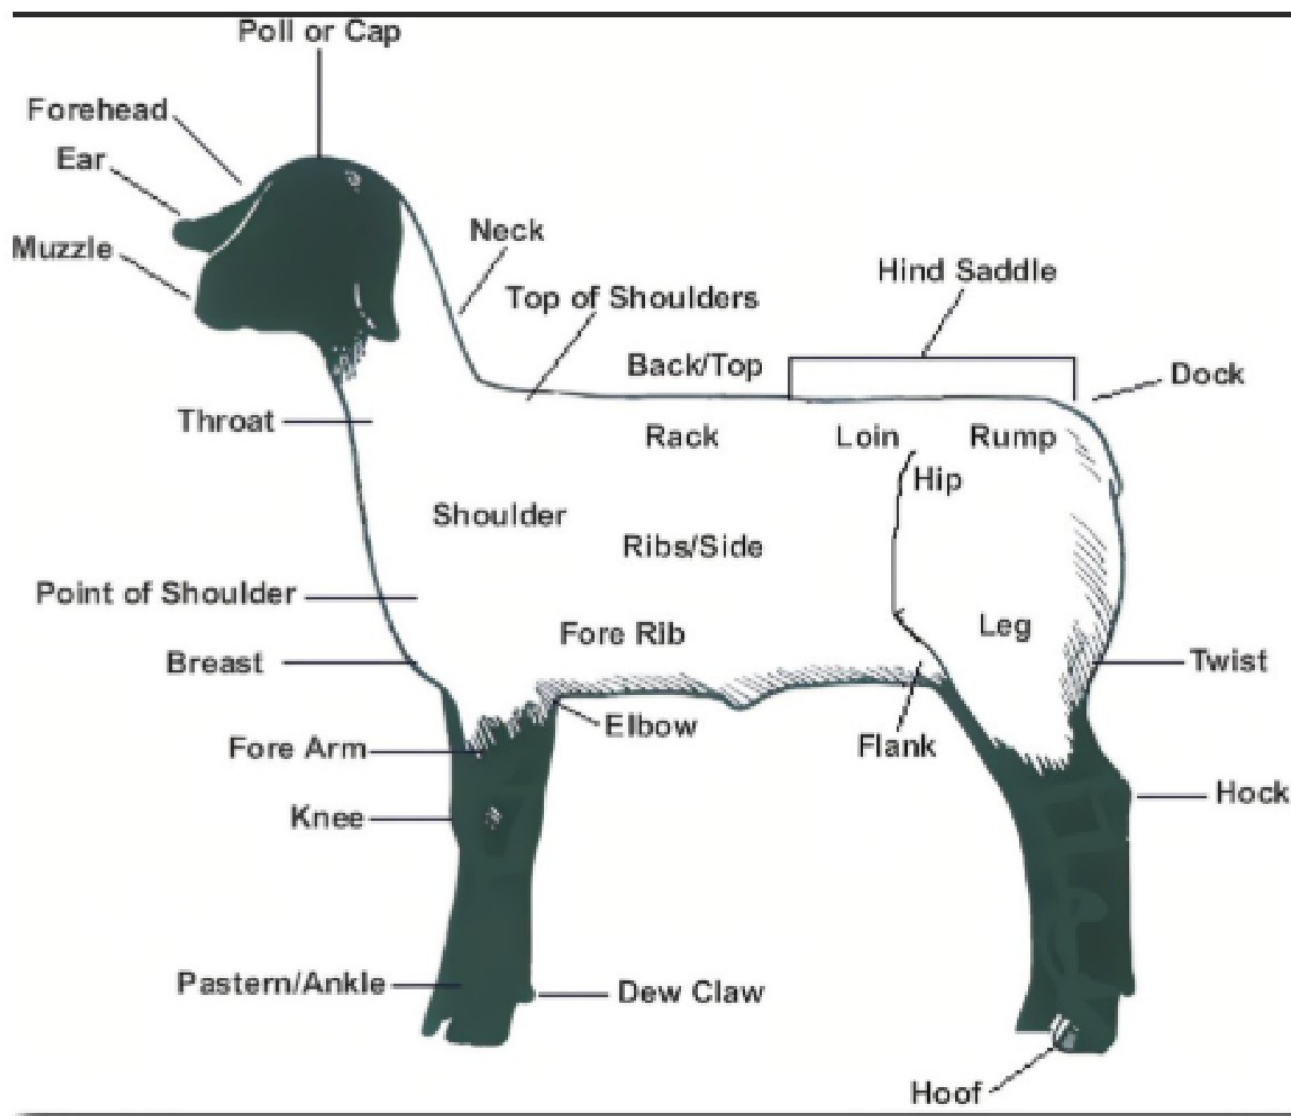 Poll or Cap
Forehead
Ear
Muzzle
Neck
Hind Saddle
Top of Shoulders
Back/Top
Dock
Throat
Rack
Loin
Rump
Hip
Shoulder
Ribs/Side
Point of Shoulder
Fore Rib
Leg
Breast
Twist
Elbow
Fore Arm
Flank
Hock
Knee
Pastern/Ankle
Dew Claw
Hoof